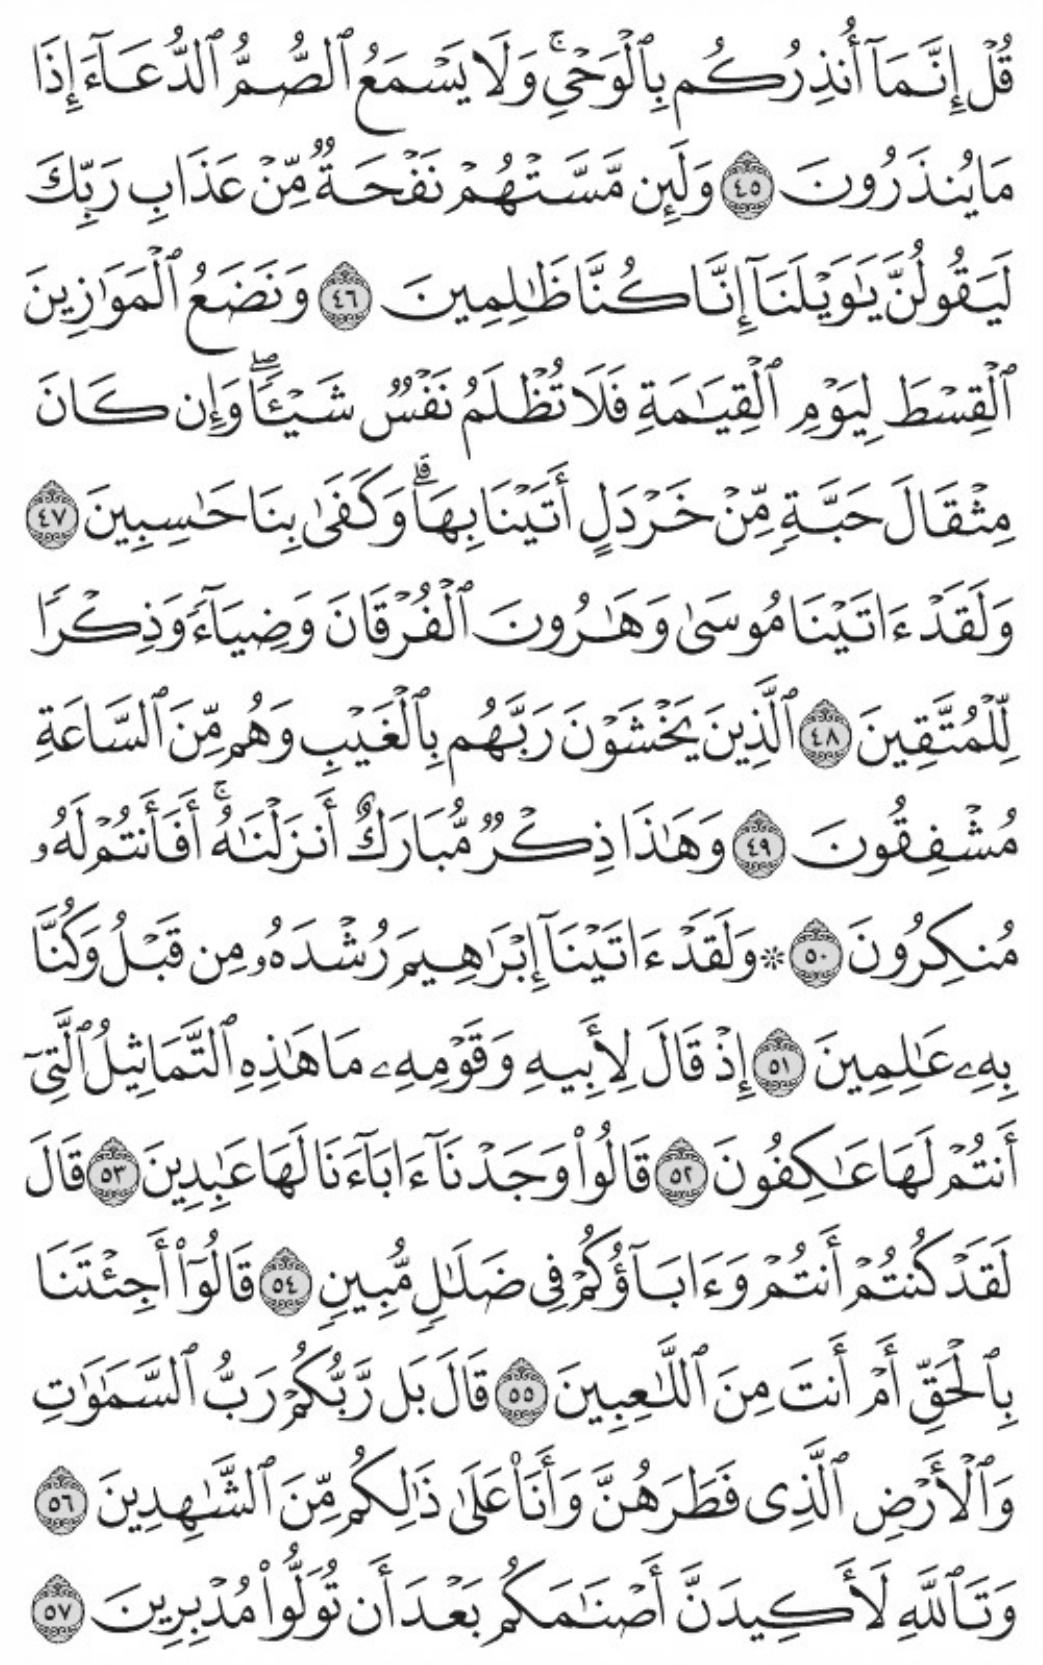 قُلْ إِنَّمَآ أُنذِرُكُم بِٱلْوَحْىِ ۚ وَلَا يَسْمَعُ ٱلصُّمُّ ٱلدُّعَآءَ إِذَا
مَا يُنذَرُونَ ٤٥ وَلَئِن مَّسَّتْهُمْ نَفْحَةٌ مِّنْ عَذَابِ رَبِّكَ
لَيَقُولُنَّ يَٰوَيْلَنَآ إِنَّا كُنَّا ظَٰلِمِينَ ٤٦ وَنَضَعُ ٱلْمَوَٰزِينَ
ٱلْقِسْطَ لِيَوْمِ ٱلْقِيَٰمَةِ فَلَا تُظْلَمُ نَفْسٌ شَيْـًٔا ۖ وَإِن كَانَ
مِثْقَالَ حَبَّةٍ مِّنْ خَرْدَلٍ أَتَيْنَا بِهَا ۗ وَكَفَىٰ بِنَا حَٰسِبِينَ ٤٧
وَلَقَدْ ءَاتَيْنَا مُوسَىٰ وَهَٰرُونَ ٱلْفُرْقَانَ وَضِيَآءً وَذِكْرًا
لِّلْمُتَّقِينَ ٤٨ ٱلَّذِينَ يَخْشَوْنَ رَبَّهُم بِٱلْغَيْبِ وَهُم مِّنَ ٱلسَّاعَةِ
مُشْفِقُونَ ٤٩ وَهَٰذَا ذِكْرٌ مُّبَارَكٌ أَنزَلْنَٰهُ ۚ أَفَأَنتُمْ لَهُۥ
مُنكِرُونَ ٥٠ ۞ وَلَقَدْ ءَاتَيْنَآ إِبْرَٰهِيمَ رُشْدَهُۥ مِن قَبْلُ وَكُنَّا
بِهِۦ عَٰلِمِينَ ٥١ إِذْ قَالَ لِأَبِيهِ وَقَوْمِهِۦ مَا هَٰذِهِ ٱلتَّمَاثِيلُ ٱلَّتِىٓ
أَنتُمْ لَهَا عَٰكِفُونَ ٥٢ قَالُوا۟ وَجَدْنَآ ءَابَآءَنَا لَهَا عَٰبِدِينَ ٥٣ قَالَ
لَقَدْ كُنتُمْ أَنتُمْ وَءَابَآؤُكُمْ فِى ضَلَٰلٍ مُّبِينٍ ٥٤ قَالُوٓا۟ أَجِئْتَنَا
بِٱلْحَقِّ أَمْ أَنتَ مِنَ ٱللَّٰعِبِينَ ٥٥ قَالَ بَل رَّبُّكُمْ رَبُّ ٱلسَّمَٰوَٰتِ
وَٱلْأَرْضِ ٱلَّذِى فَطَرَهُنَّ وَأَنَا۠ عَلَىٰ ذَٰلِكُم مِّنَ ٱلشَّٰهِدِينَ ٥٦
وَتَٱللَّهِ لَأَكِيدَنَّ أَصْنَٰمَكُم بَعْدَ أَن تُوَلُّوا۟ مُدْبِرِينَ ٥٧